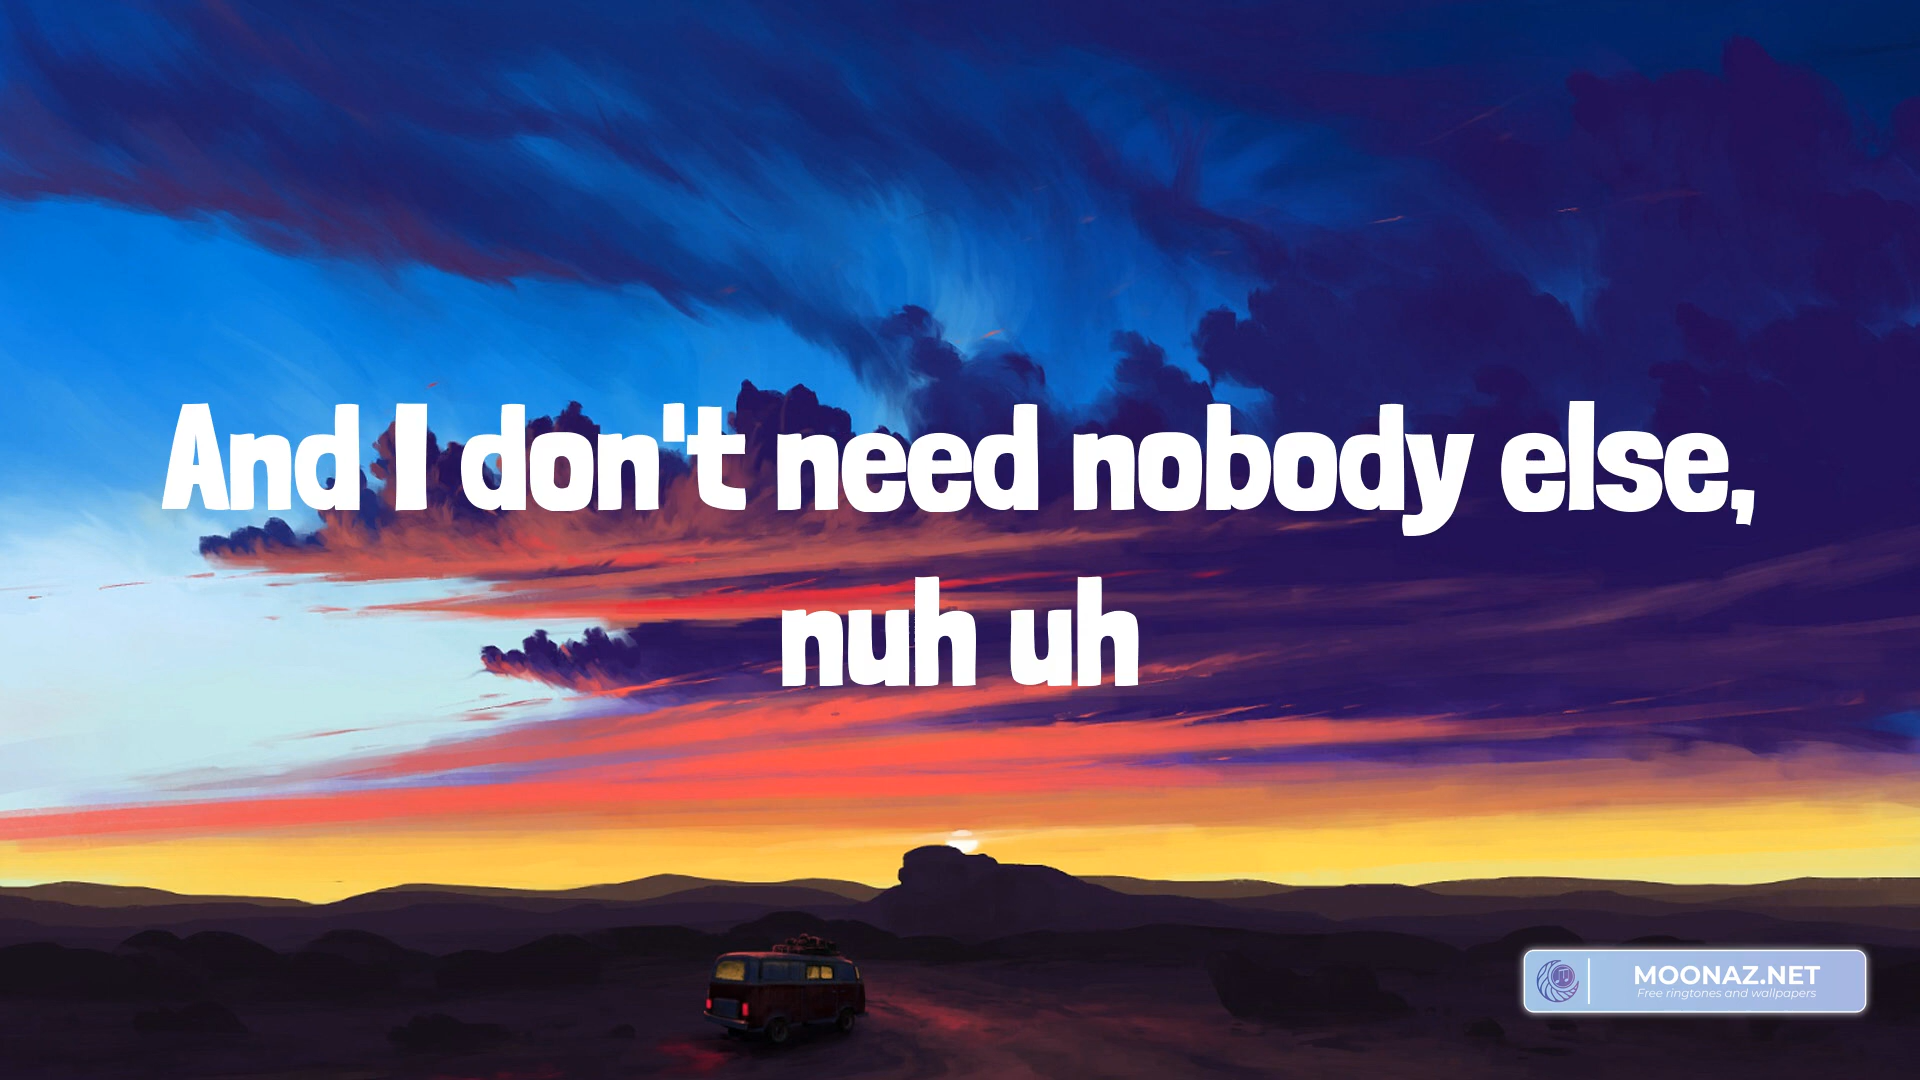 And I don't need nobody else,
nuh uh
MOONAZ.NET
Free ringtones and wallpapers